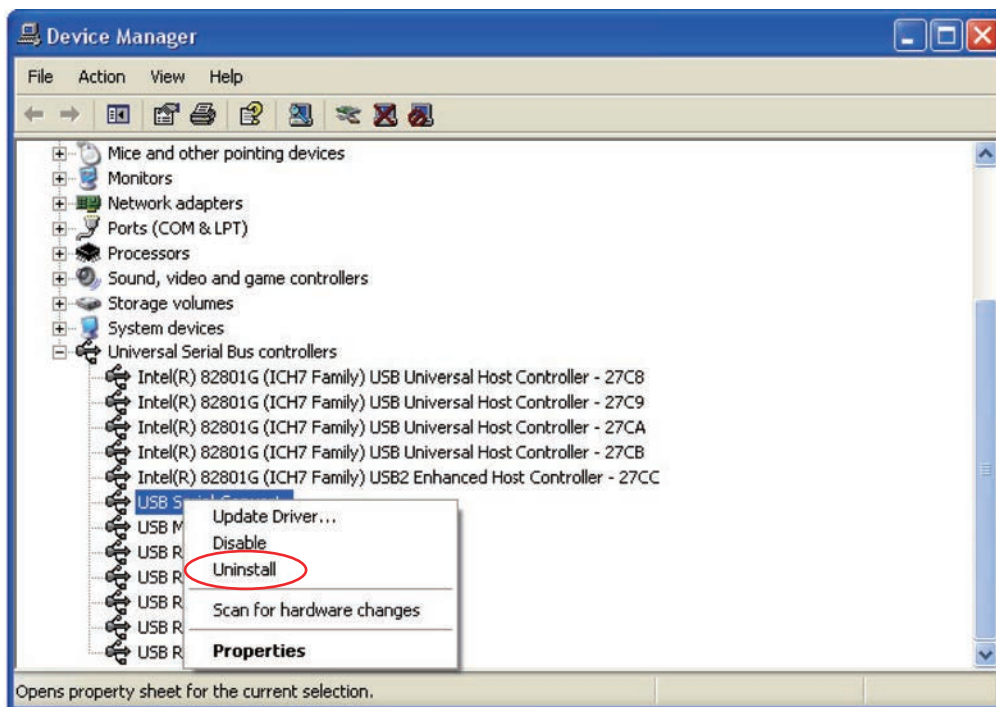 Device Manager
File Action View Help
Mice and other pointing devices
Monitors
Network adapters
Ports (COM & LPT)
Processors
Sound, video and game controllers
Storage volumes
System devices
Universal Serial Bus controllers
Intel(R) 82801G (ICH7 Family) USB Universal Host Controller - 27C8
Intel(R) 82801G (ICH7 Family) USB Universal Host Controller - 27C9
Intel(R) 82801G (ICH7 Family) USB Universal Host Controller - 27CA
Intel(R) 82801G (ICH7 Family) USB Universal Host Controller - 27CB
Intel(R) 82801G (ICH7 Family) USB2 Enhanced Host Controller - 27CC
USB
USB M
USB R
USB R
USB R
USB R
USB R
Update Driver...
Disable
Uninstall
Scan for hardware changes
Properties
Opens property sheet for the current selection.